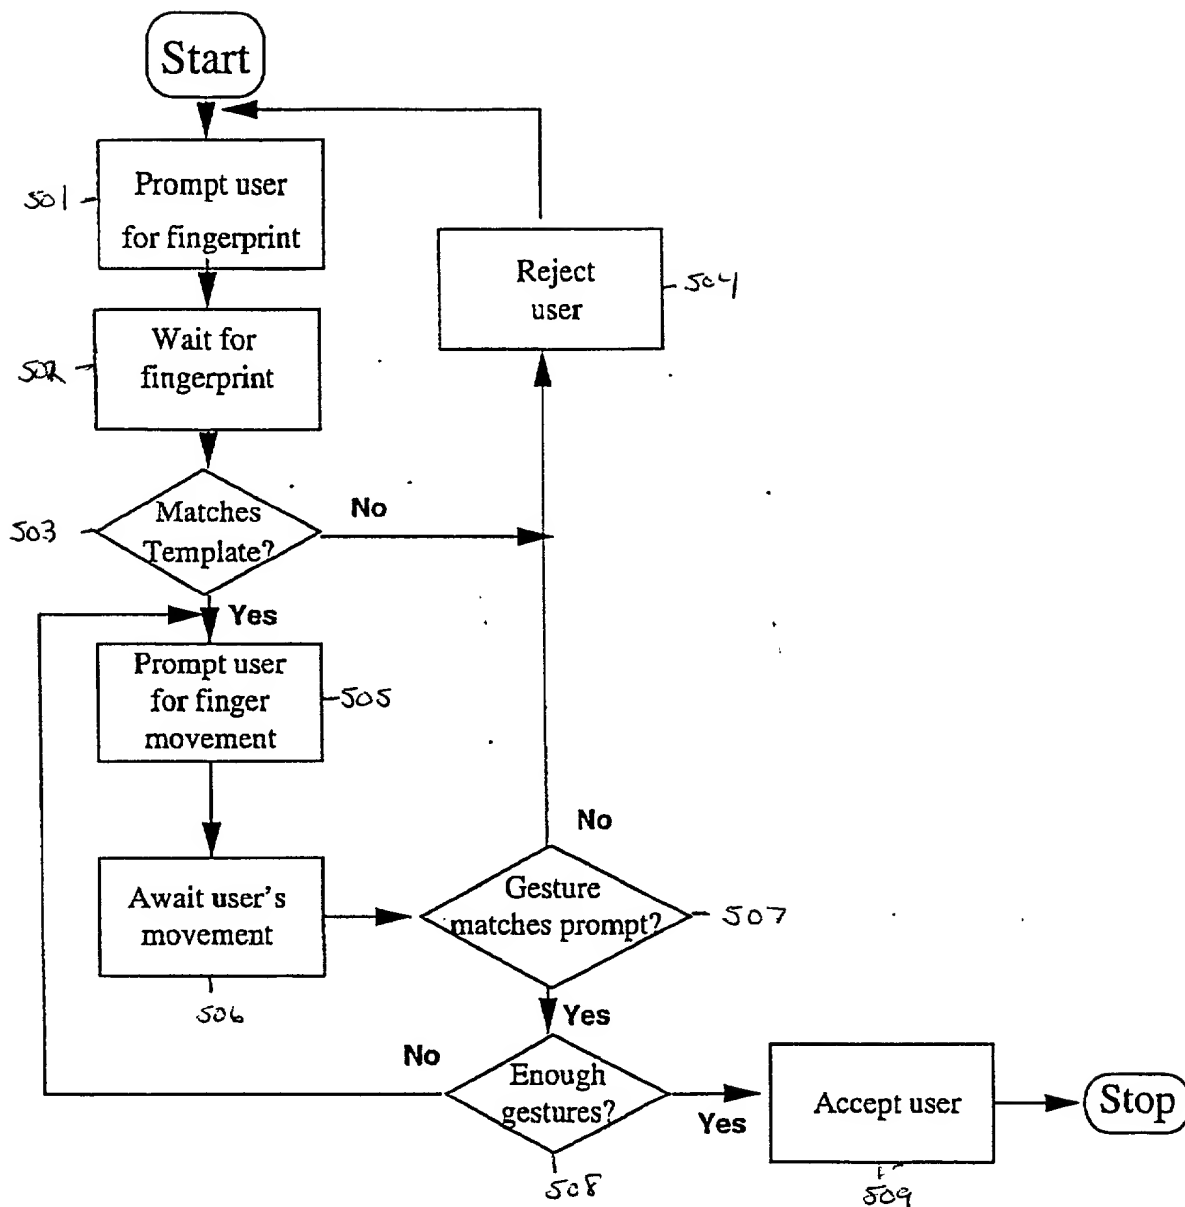 Start
Prompt user
for fingerprint
501
Reject
user
504
Wait for
fingerprint
502
Matches
Template?
503
No
Yes
Prompt user
for finger
movement
505
No
Await user's
movement
506
Gesture
matches prompt?
507
Yes
No
Enough
gestures?
508
Yes
Accept user
509
Stop